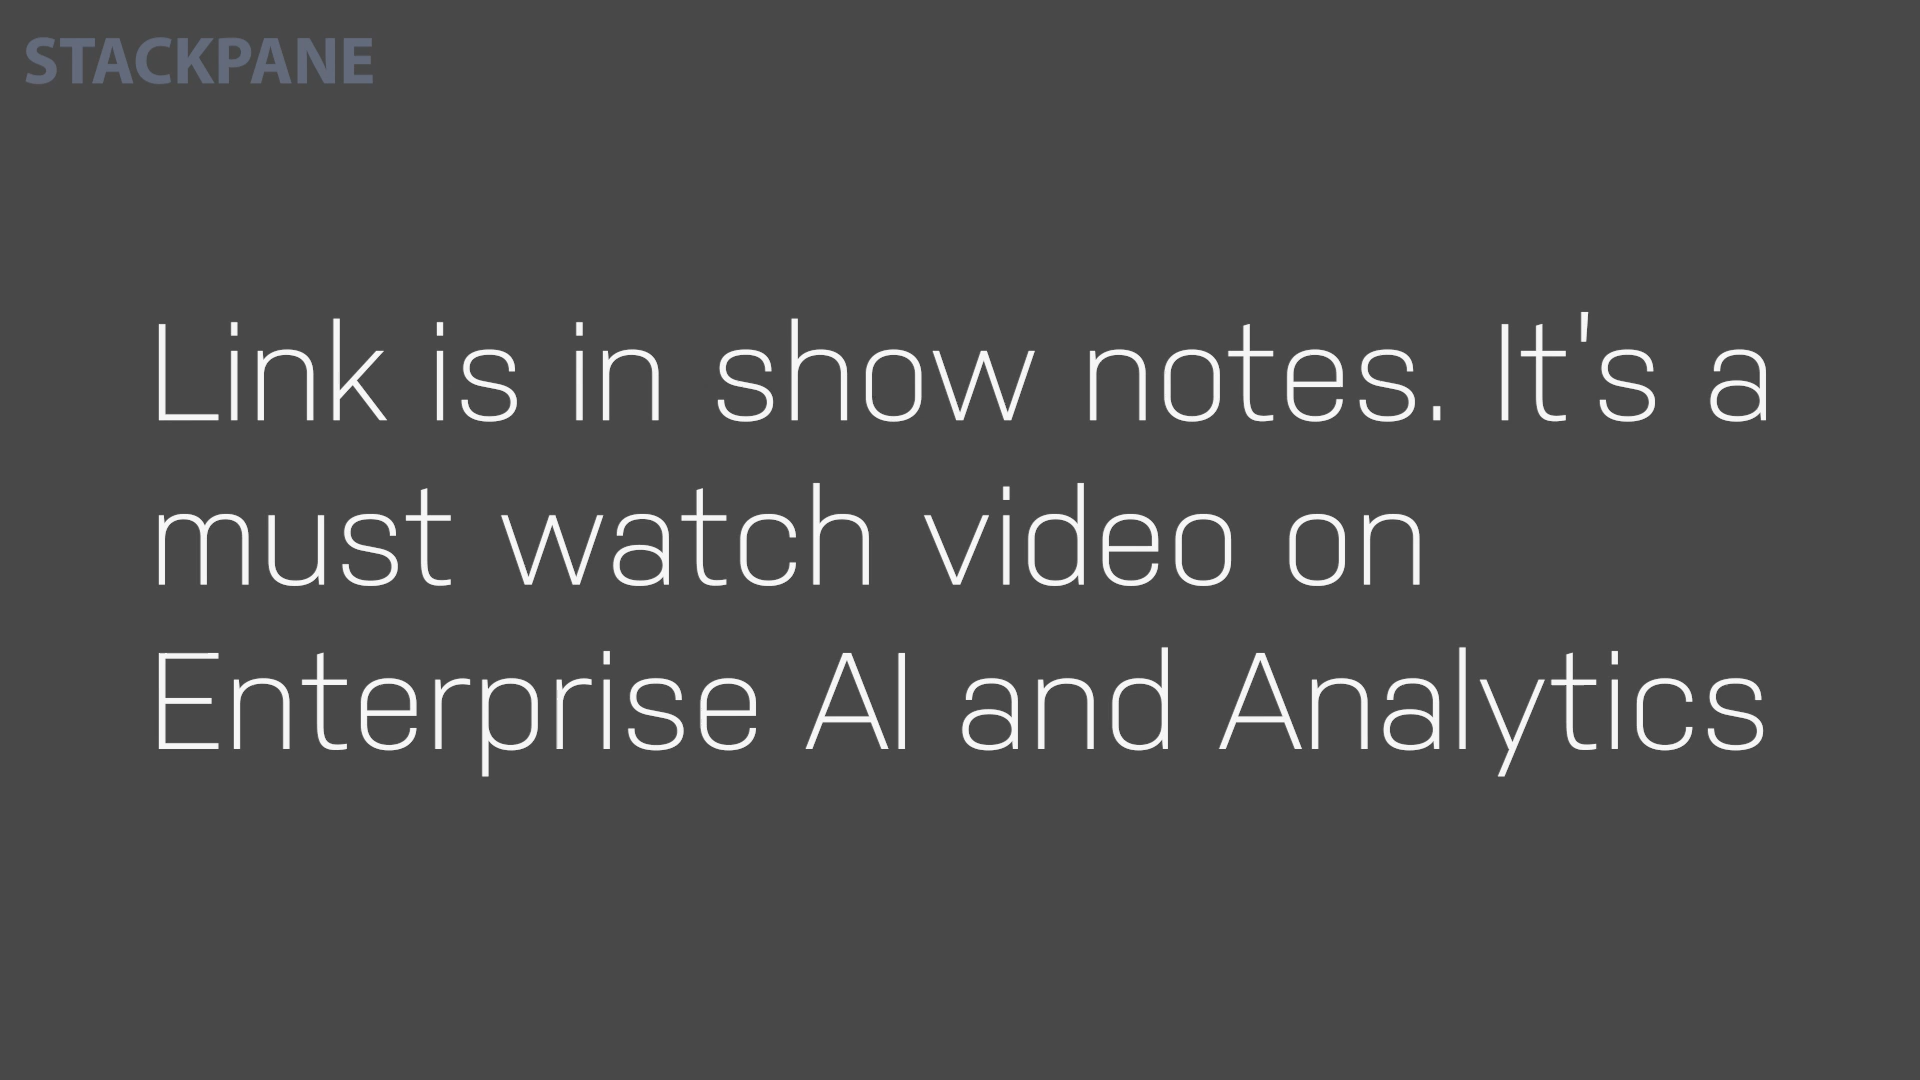 STACKPANE
Link is in show notes. It's a
must watch video on
Enterprise AI and Analytics